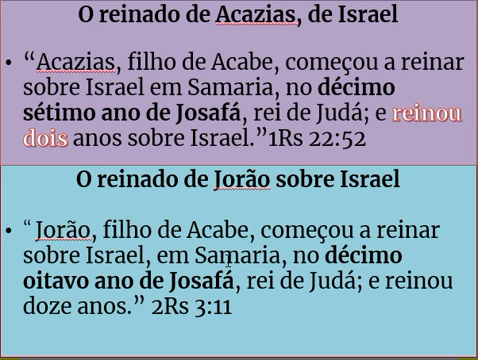 O reinado de Acazias, de Israel
• “Acazias, filho de Acabe, começou a reinar
sobre Israel em Samaria, no décimo
sétimo ano de Josafá, rei de Judá; e reinou
dois anos sobre Israel.”1Rs 22:52
O reinado de Jorão sobre Israel
• “ Jorão, filho de Acabe, começou a reinar
sobre Israel, em Samaria, no décimo
oitavo ano de Josafá, rei de Judá; e reinou
doze anos.” 2Rs 3:11